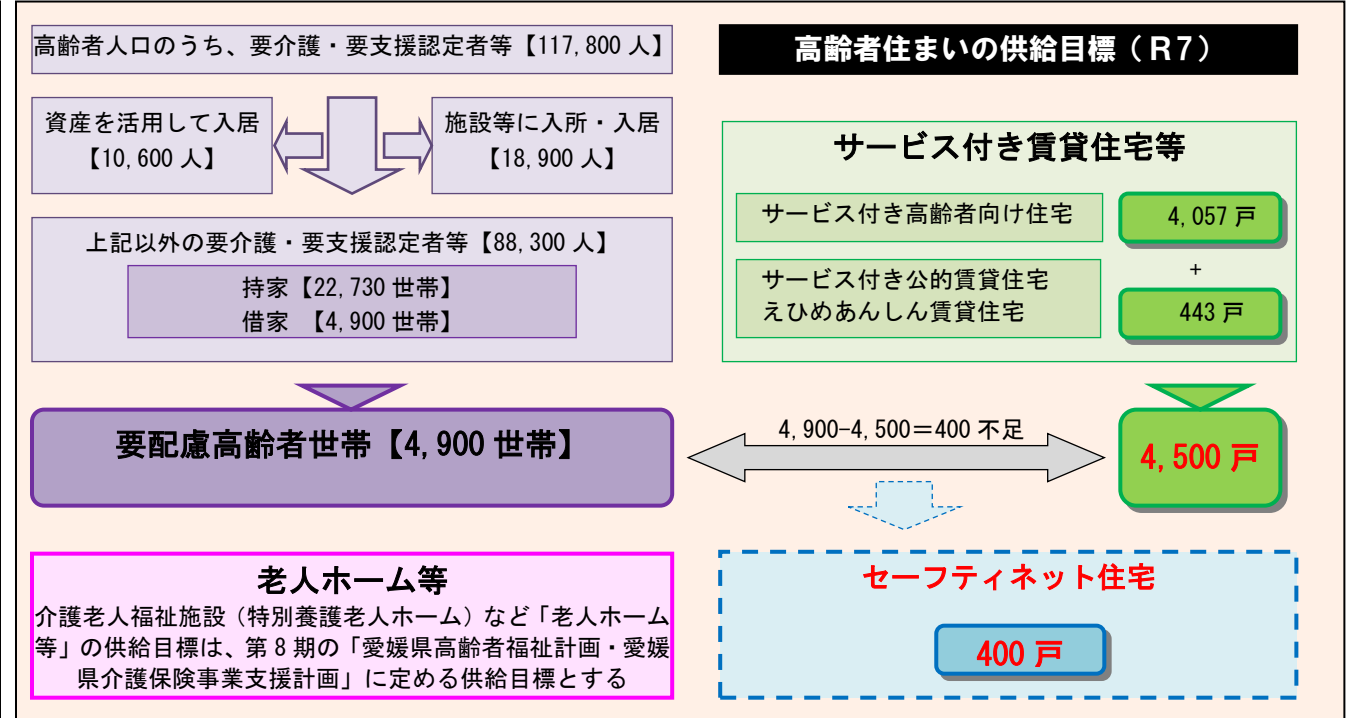 高齢者人口のうち、要介護・要支援認定者等【117,800人】
資産を活用して入居
【10,600人】
施設等に入所・入居
【18,900人】
上記以外の要介護・要支援認定者等【88,300人】
持家【22,730世帯】
借家 【4,900世帯】
要配慮高齢者世帯【4,900世帯】
老人ホーム等
介護老人福祉施設（特別養護老人ホーム）など「老人ホーム
等」の供給目標は、第8期の「愛媛県高齢者福祉計画・愛媛
県介護保険事業支援計画」に定める供給目標とする
高齢者住まいの供給目標（R7）
サービス付き賃貸住宅等
サービス付き高齢者向け住宅
4,057戸
+
サービス付き公的賃貸住宅
えひめあんしん賃貸住宅
443戸
4,900-4,500=400不足
4,500戸
セーフティネット住宅
400戸